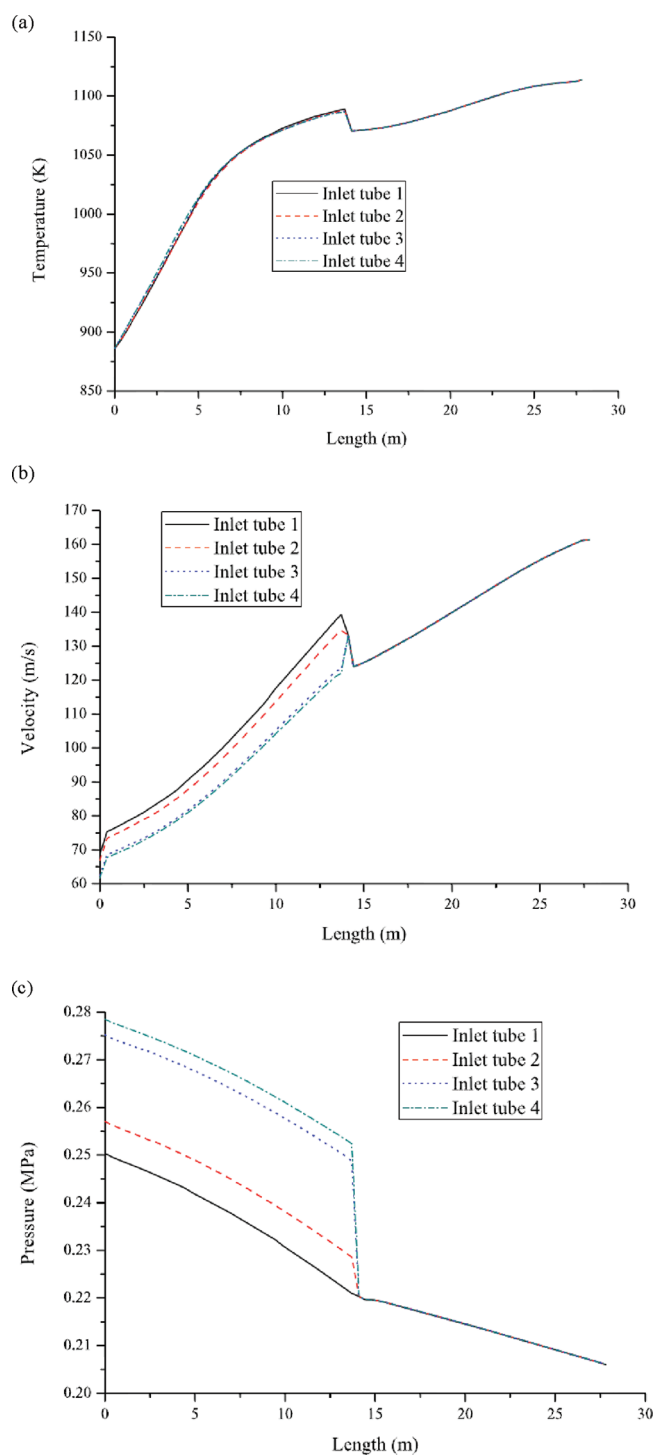 (a)
1150
1100
1050
1000
950
900
850
Temperature (K)
Inlet tube 1
Inlet tube 2
Inlet tube 3
Inlet tube 4
0 5 10 15 20 25 30
Length (m)
(b)
170
160
150
140
130
120
110
100
90
80
70
60
Velocity (m/s)
Inlet tube 1
Inlet tube 2
Inlet tube 3
Inlet tube 4
0 5 10 15 20 25 30
Length (m)
(c)
0.28
0.27
0.26
0.25
0.24
0.23
0.22
0.21
0.20
Pressure (MPa)
Inlet tube 1
Inlet tube 2
Inlet tube 3
Inlet tube 4
0 5 10 15 20 25 30
Length (m)